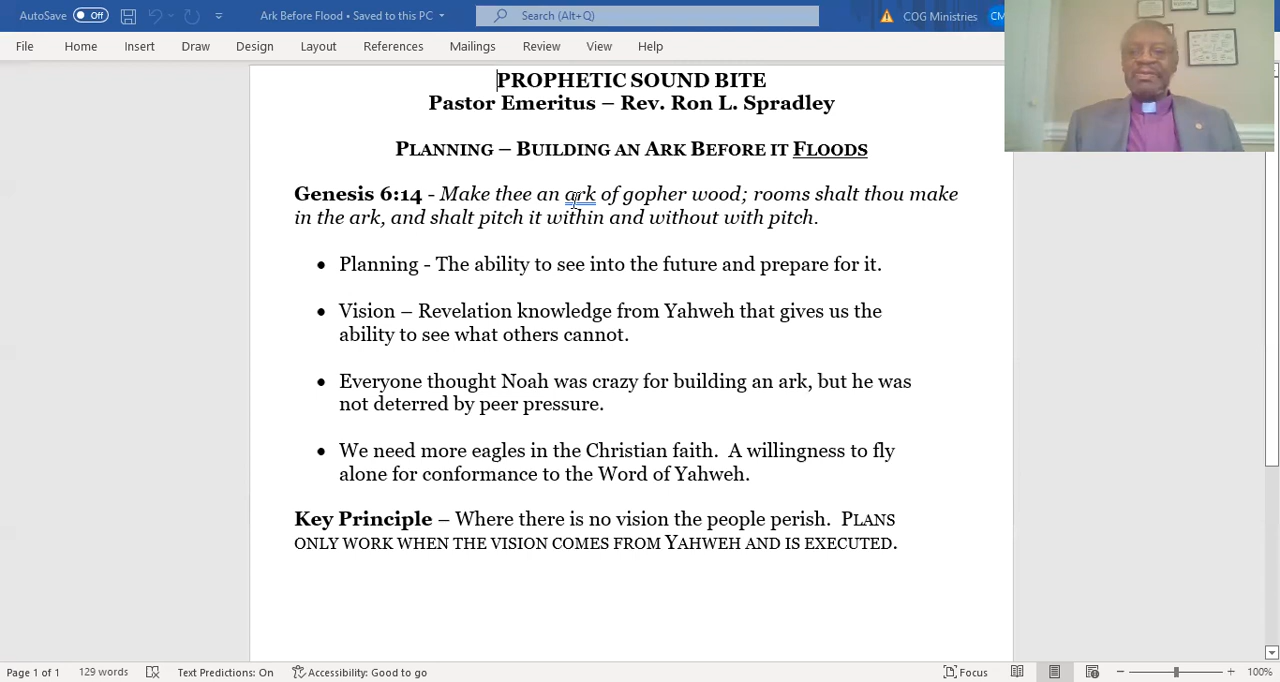 AutoSave Off Ark Before Flood • Saved to this PC Search (Alt+Q) COG Ministries CM
File Home Insert Draw Design Layout References Mailings Review View Help
PROPHETIC SOUND BITE
Pastor Emeritus – Rev. Ron L. Spradley
PLANNING – BUILDING AN ARK BEFORE IT FLOODS
Genesis 6:14 - Make thee an ark of gopher wood; rooms shalt thou make
in the ark, and shalt pitch it within and without with pitch.
• Planning - The ability to see into the future and prepare for it.
• Vision – Revelation knowledge from Yahweh that gives us the
ability to see what others cannot.
• Everyone thought Noah was crazy for building an ark, but he was
not deterred by peer pressure.
• We need more eagles in the Christian faith. A willingness to fly
alone for conformance to the Word of Yahweh.
Key Principle – Where there is no vision the people perish. PLANS
ONLY WORK WHEN THE VISION COMES FROM YAHWEH AND IS EXECUTED.
Page 1 of 1 129 words Text Predictions: On Accessibility: Good to go Focus 100%